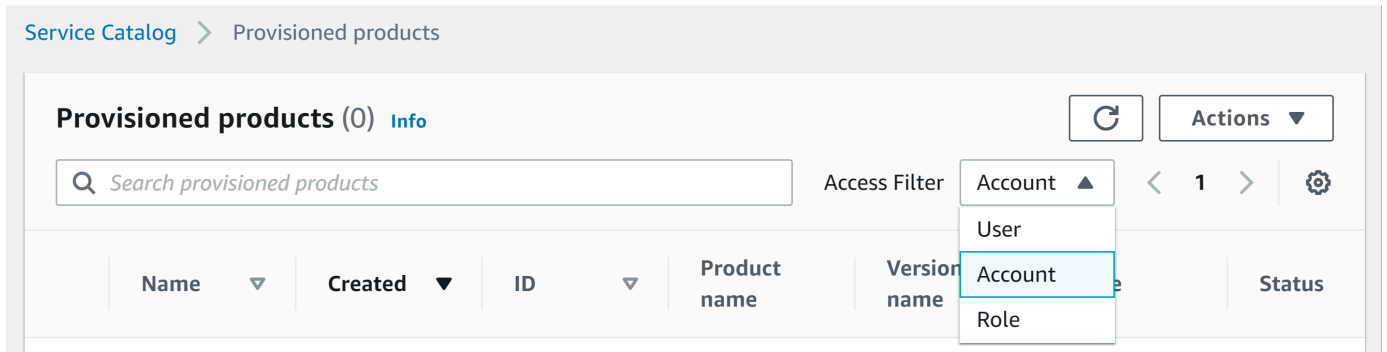 Service Catalog > Provisioned products
Provisioned products (0) Info
Actions
Search provisioned products
Access Filter Account 1
User
Account
Role
Name Created ID Product name Version name Status